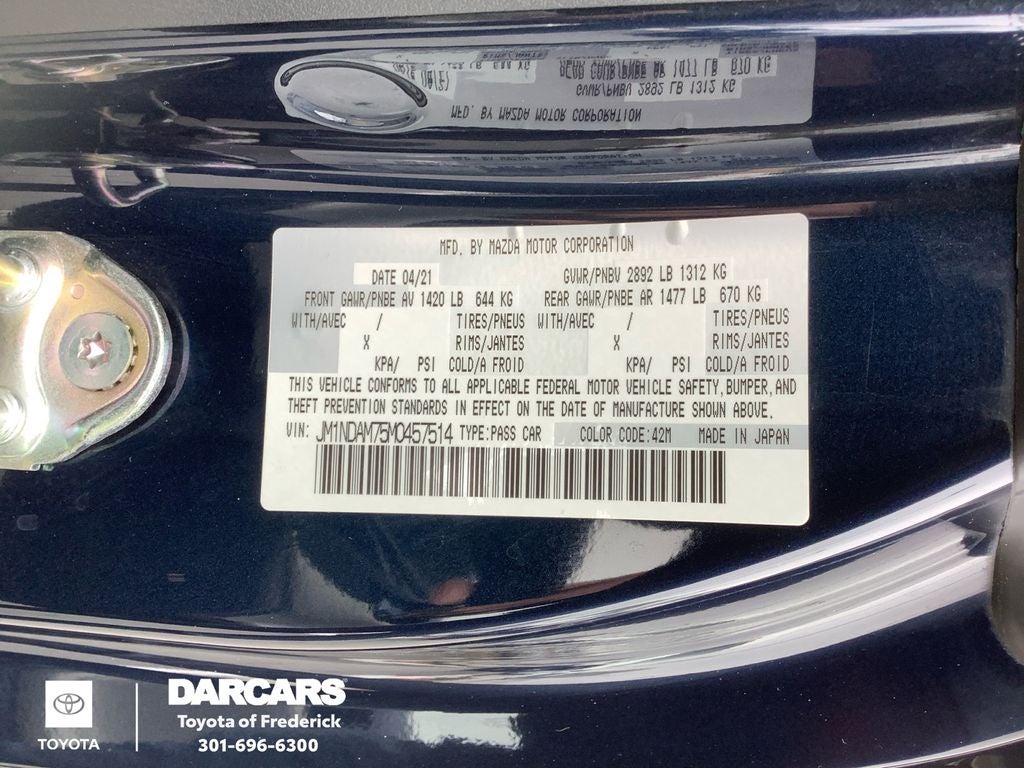 MFD. BY MAZDA MOTOR CORPORATION
DATE 04/21 GVWR/PNBV 2892 LB 1312 KG
FRONT GAWR/PNBE AV 1420 LB 644 KG REAR GAWR/PNBE AR 1477 LB 670 KG
WITH/AVEC / TIRES/PNEUS WITH/AVEC / TIRES/PNEUS
X RIMS/JANTES X RIMS/JANTES
KPA/ PSI COLD/A FROID KPA/ PSI COLD/A FROID
THIS VEHICLE CONFORMS TO ALL APPLICABLE FEDERAL MOTOR VEHICLE SAFETY, BUMPER, AND
THEFT PREVENTION STANDARDS IN EFFECT ON THE DATE OF MANUFACTURE SHOWN ABOVE.
VIN: JM1NDAM75M0457514 TYPE:PASS CAR COLOR CODE:42M MADE IN JAPAN
TOYOTA
DARCARS
Toyota of Frederick
301-696-6300